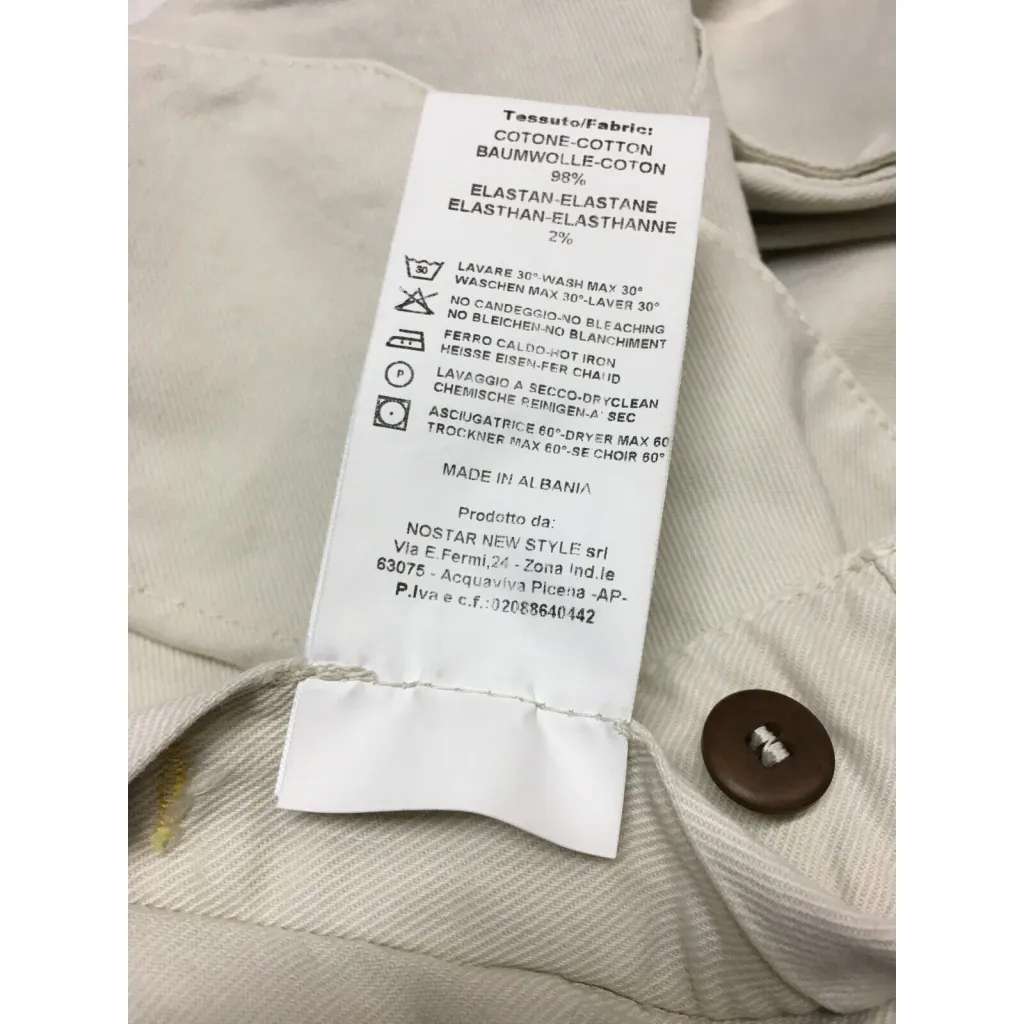 Tessuto/Fabric:
COTONE-COTTON
BAUMWOLLE-COTON
98%
ELASTAN-ELASTANE
ELASTHAN-ELASTHANNE
2%
30
LAVARE 30°-WASH MAX 30°
WASCHEN MAX 30°-LAVER 30°
NO CANDEGGIO-NO BLEACHING
NO BLEICHEN-NO BLANCHIMENT
FERRO CALDO-HOT IRON
HEISSE EISEN-FER CHAUD
P
LAVAGGIO A SECCO-DRYCLEAN
CHEMISCHE REINIGEN-A' SEC
ASCIUGATRICE 60°-DRYER MAX 60
TROCKNER MAX 60°-SE CHOIR 60°
MADE IN ALBANIA
Prodotto da:
NOSTAR NEW STYLE srl
Via E.Fermi,24 - Zona Ind.le
63075 - Acquaviva Picena -AP-
P.Iva e c.f.:02088640442